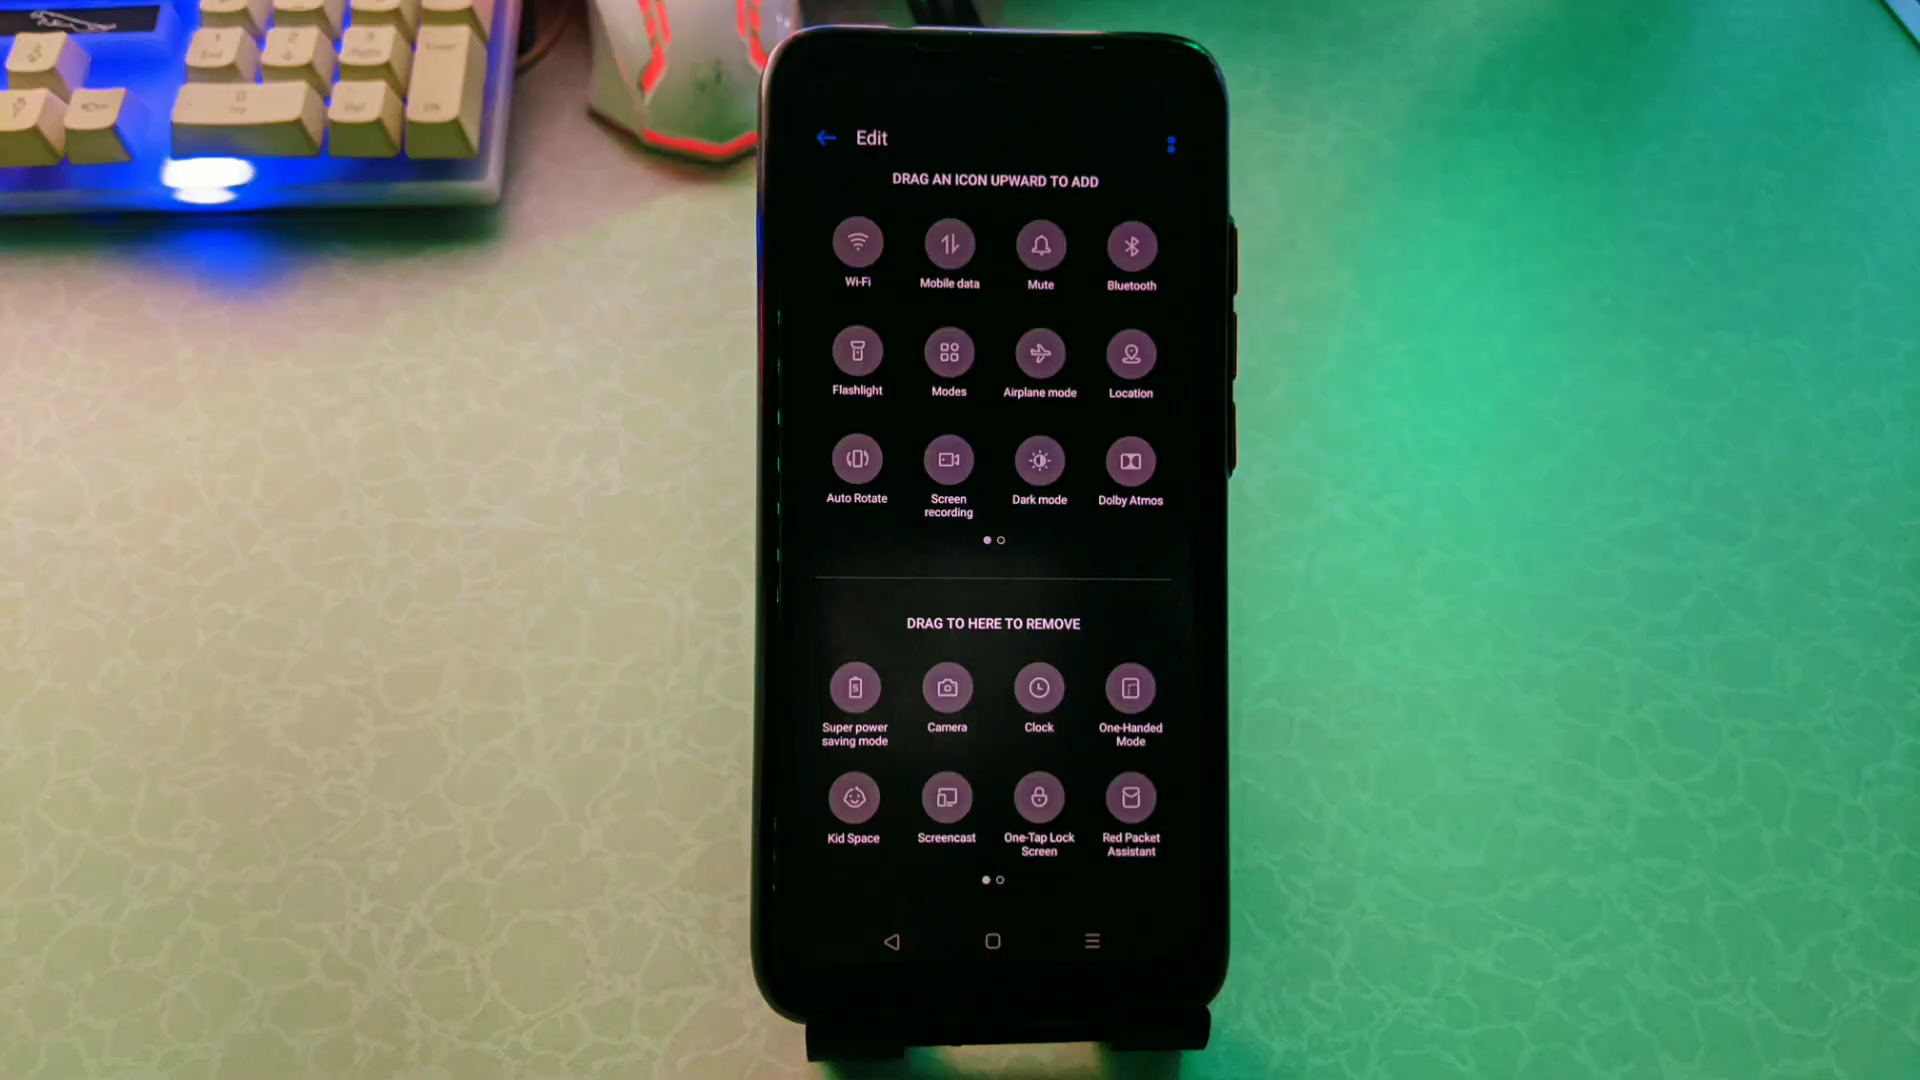 Edit
DRAG AN ICON UPWARD TO ADD
Wi-Fi Mobile data Mute Bluetooth
Flashlight Modes Airplane mode Location
Auto Rotate Screen recording Dark mode Dolby Atmos
DRAG TO HERE TO REMOVE
Super power saving mode Camera Clock One-Handed Mode
Kid Space Screencast One-Tap Lock Screen Red Packet Assistant